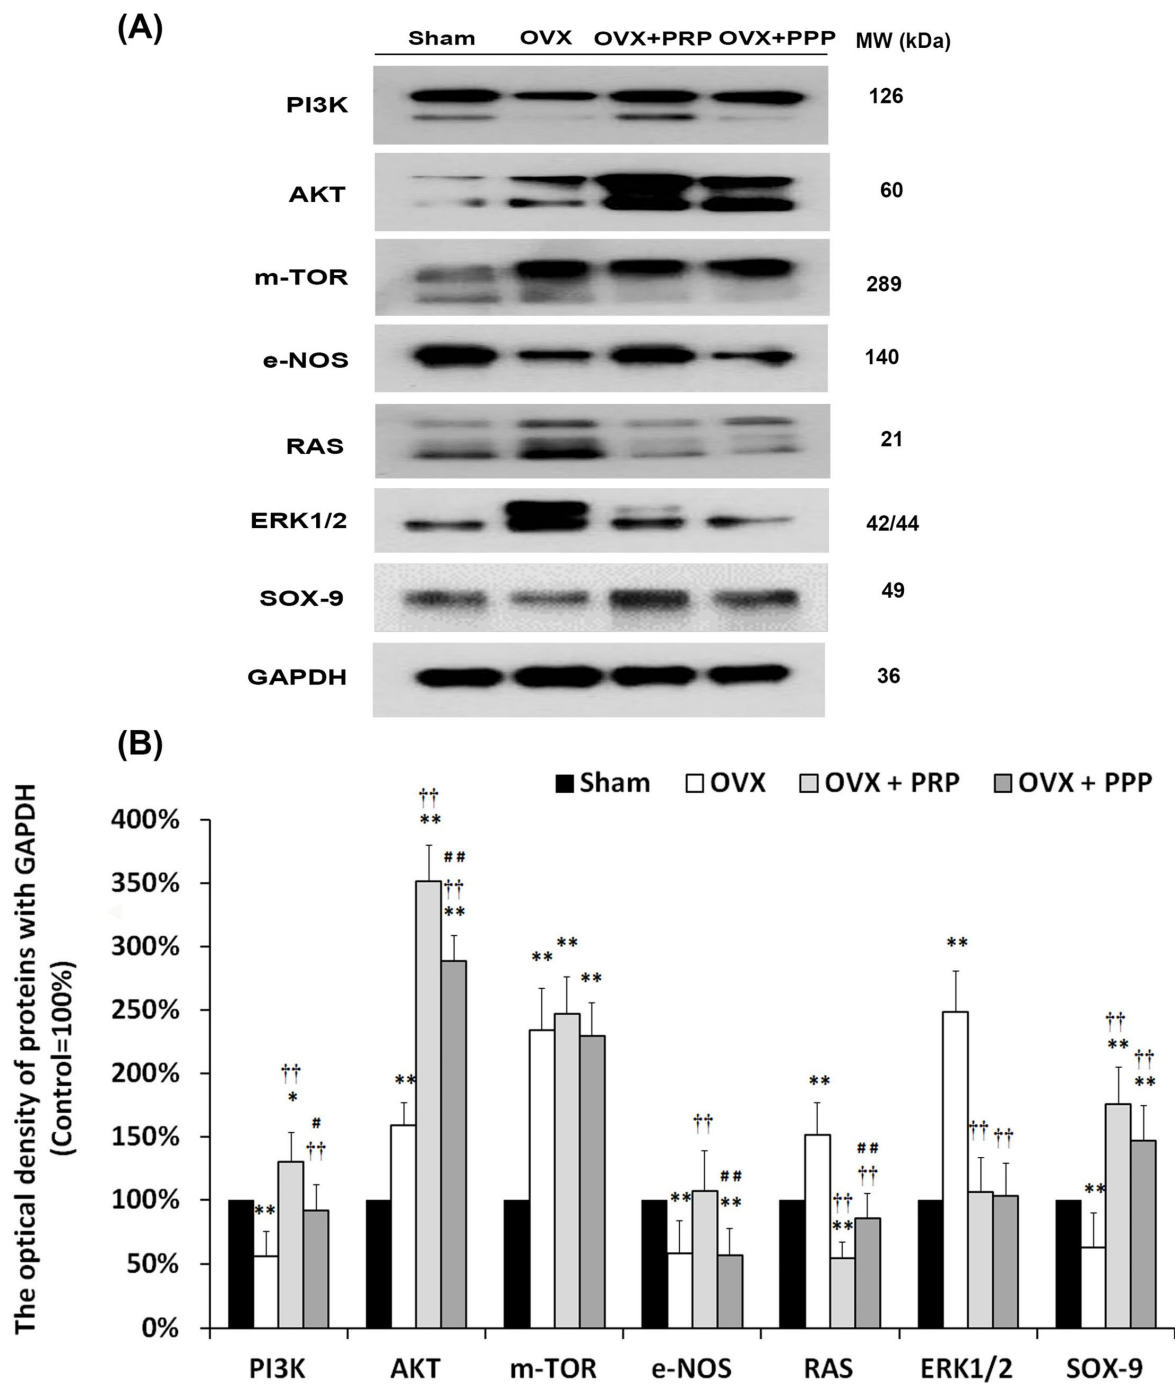 (A)
Sham OVX OVX+PRP OVX+PPP MW (kDa)
PI3K 126
AKT 60
m-TOR 289
e-NOS 140
RAS 21
ERK1/2 42/44
SOX-9 49
GAPDH 36
(B)
The optical density of proteins with GAPDH
(Control=100%)
Sham OVX OVX + PRP OVX + PPP
400%
350%
300%
250%
200%
150%
100%
50%
0%
** †† * # ††
** †† ** ## †† **
** ** **
** †† ## **
** †† ** ## ††
** †† ††
** †† ** †† **
PI3K AKT m-TOR e-NOS RAS ERK1/2 SOX-9